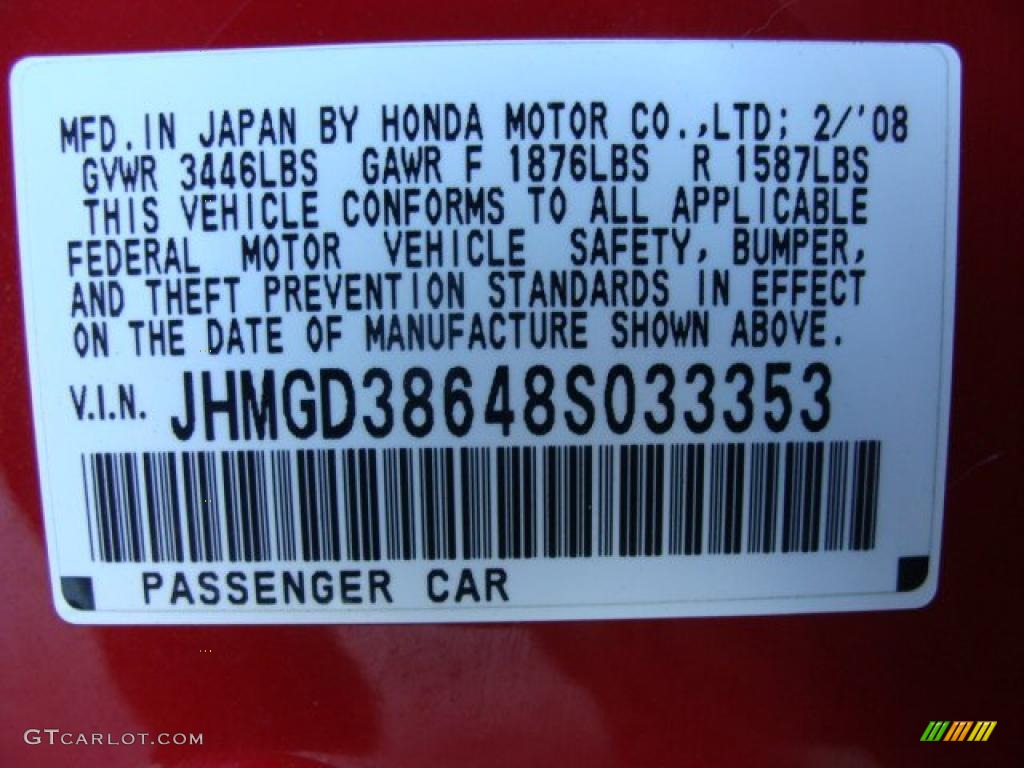 MFD. IN JAPAN BY HONDA MOTOR CO.,LTD; 2/'08
GVWR 3446LBS GAWR F 1876LBS R 1587LBS
THIS VEHICLE CONFORMS TO ALL APPLICABLE
FEDERAL MOTOR VEHICLE SAFETY, BUMPER,
AND THEFT PREVENTION STANDARDS IN EFFECT
ON THE DATE OF MANUFACTURE SHOWN ABOVE.
V.I.N. JHMGD38648S033353
PASSENGER CAR
GTCARLOT.COM